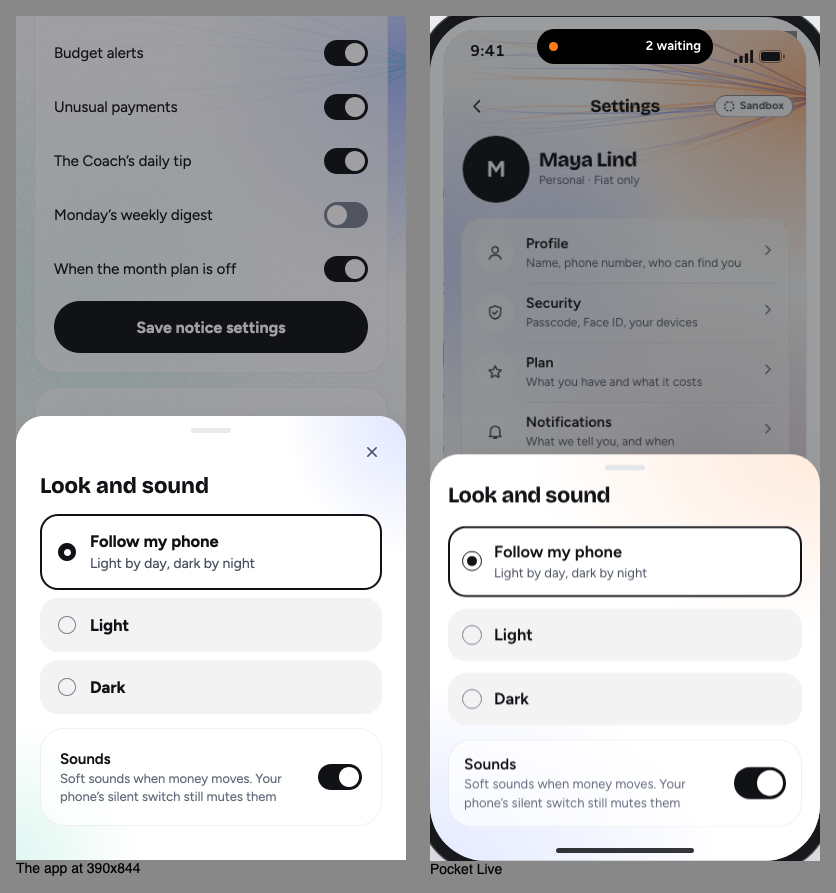 Budget alerts
Unusual payments
The Coach's daily tip
Monday's weekly digest
When the month plan is off
Save notice settings
Look and sound
Follow my phone
Light by day, dark by night
Light
Dark
Sounds
Soft sounds when money moves. Your
phone's silent switch still mutes them
The app at 390x844
9:41
2 waiting
Settings
Sandbox
M
Maya Lind
Personal · Fiat only
Profile
Name, phone number, who can find you
Security
Passcode, Face ID, your devices
Plan
What you have and what it costs
Notifications
What we tell you, and when
Look and sound
Follow my phone
Light by day, dark by night
Light
Dark
Sounds
Soft sounds when money moves. Your
phone's silent switch still mutes them
Pocket Live